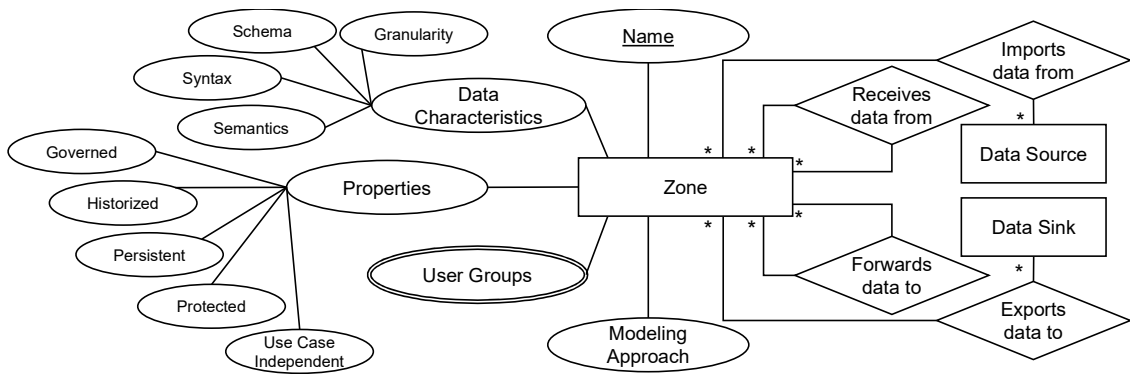 Schema
Granularity
Name
Imports
data from
Syntax
Data
Characteristics
Receives
data from
Semantics
*
Governed
*
*
*
Data Source
Properties
Zone
Historized
*
*
*
Data Sink
Persistent
*
User Groups
Forwards
data to
Protected
Exports
data to
Use Case
Independent
Modeling
Approach